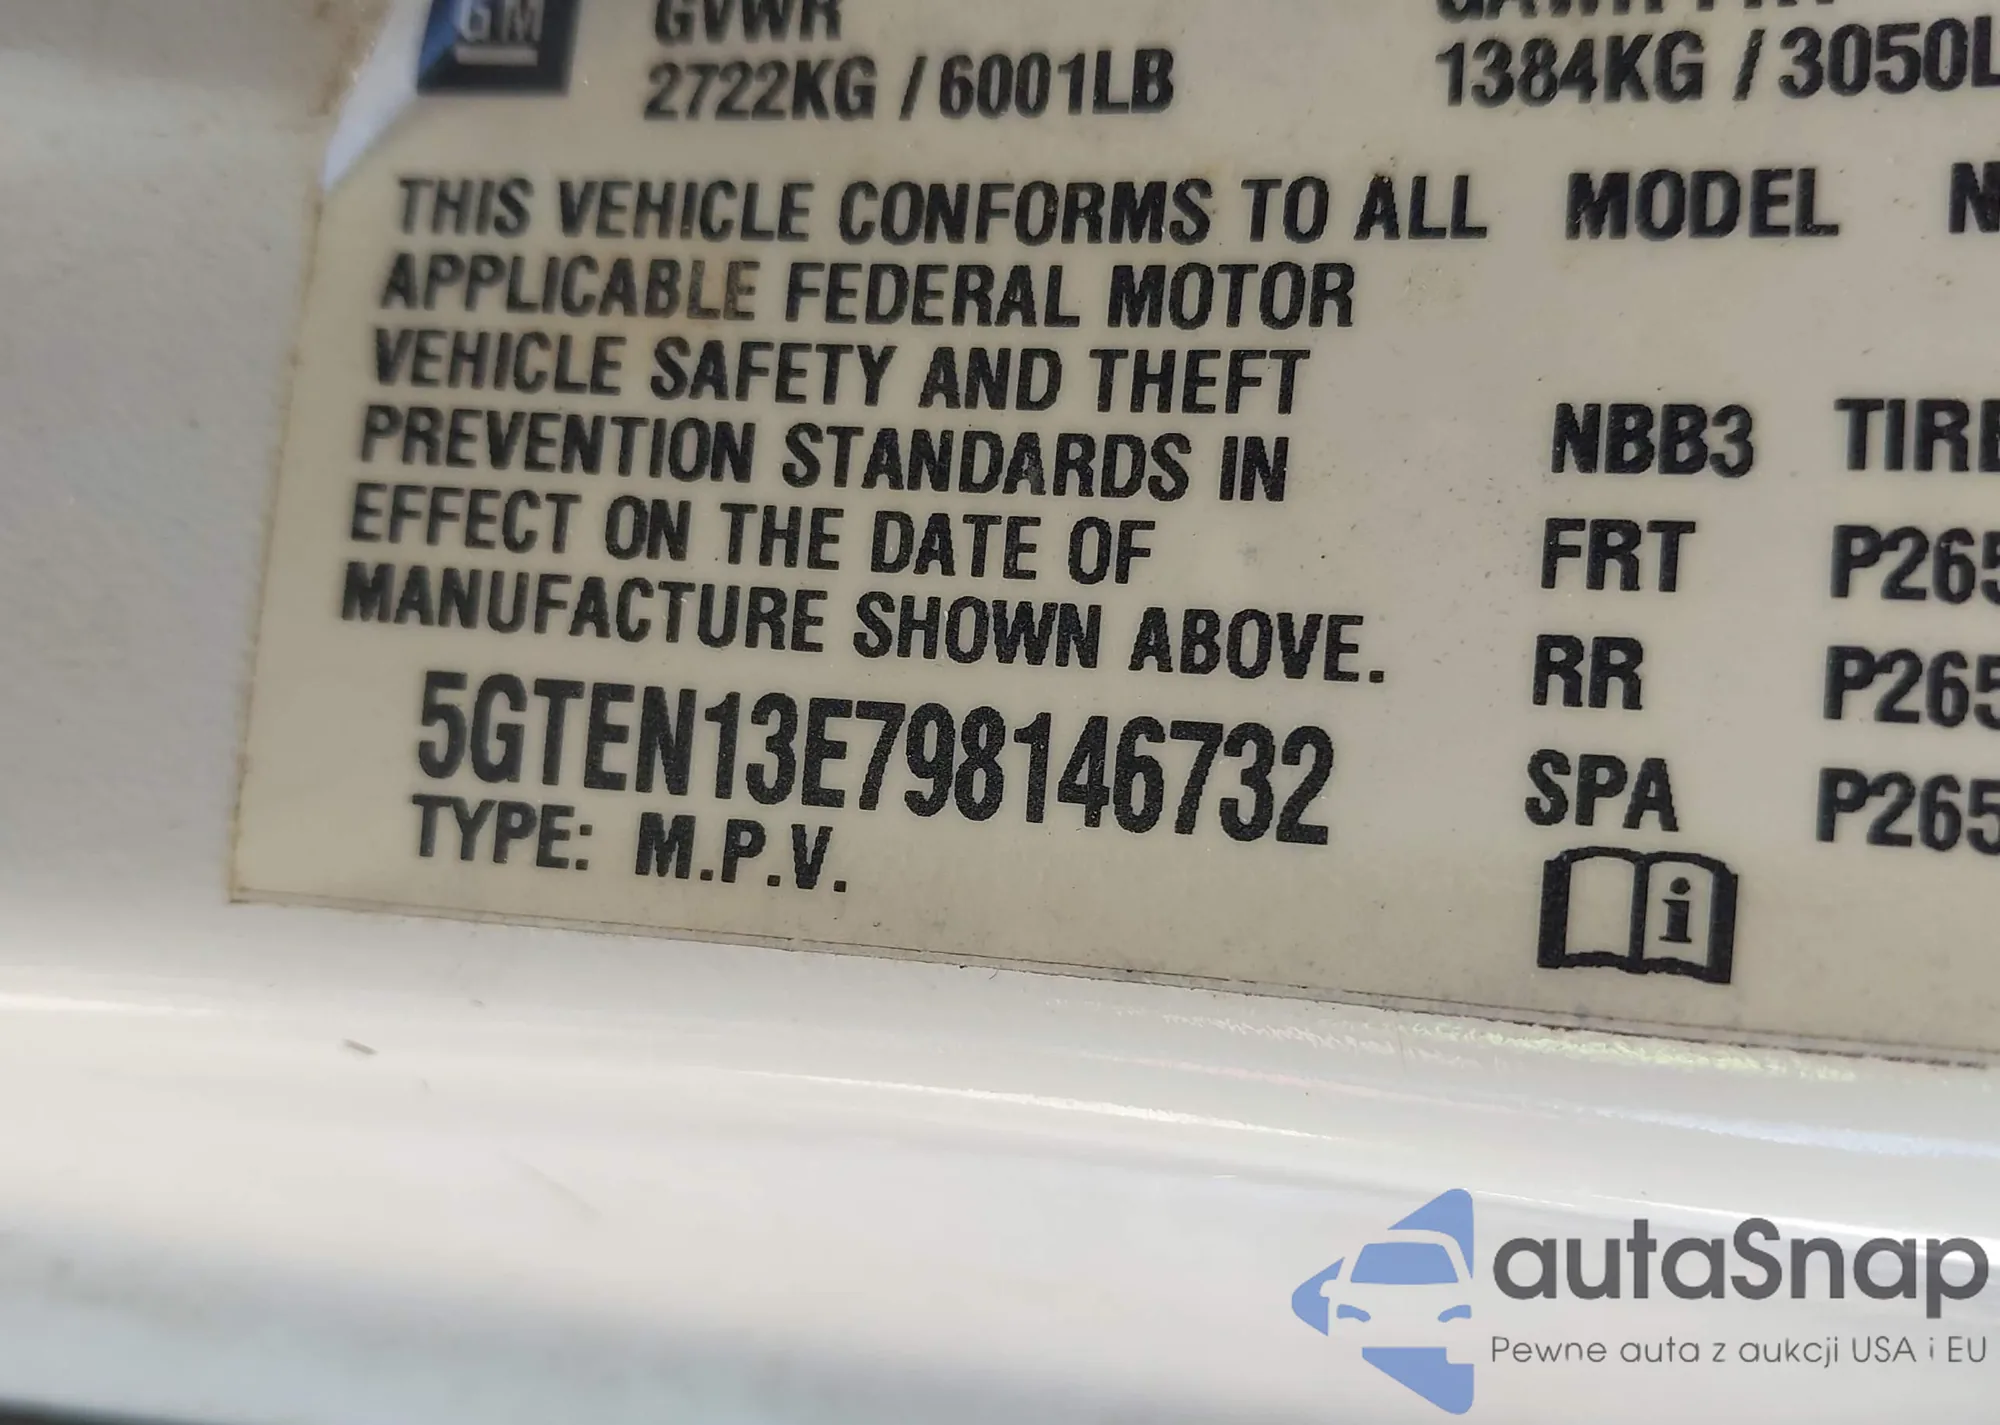 GM GVWR
2722KG / 6001LB 1384KG / 3050L
THIS VEHICLE CONFORMS TO ALL MODEL
APPLICABLE FEDERAL MOTOR
VEHICLE SAFETY AND THEFT
PREVENTION STANDARDS IN NBB3 TIRE
EFFECT ON THE DATE OF FRT P265
MANUFACTURE SHOWN ABOVE. RR P265
5GTEN13E798146732 SPA P265
TYPE: M.P.V.
i
autaSnap
Pewne auta z aukcji USA i EU